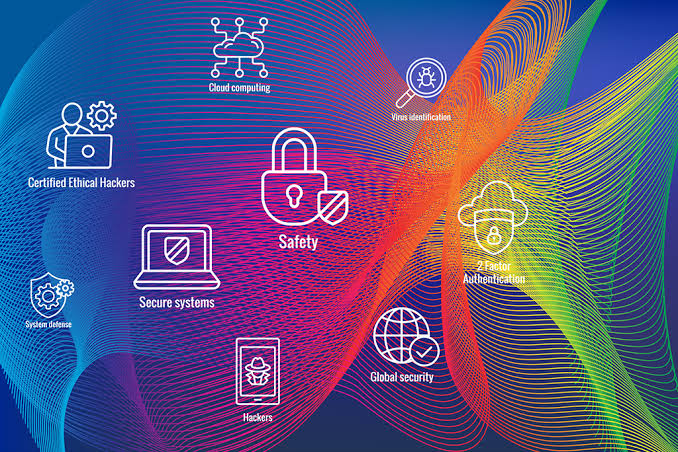 Cloud computing
Virus identification
Certified Ethical Hackers
Safety
2 Factor
Authentication
Secure systems
System defense
Global security
Hackers